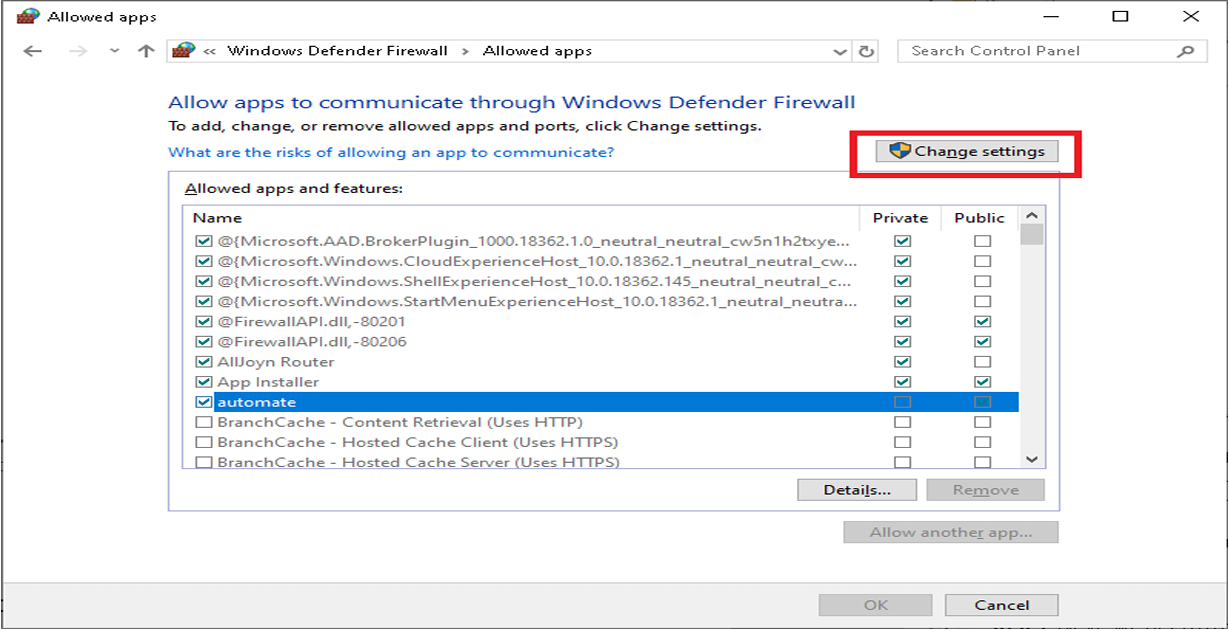 Allowed apps
« Windows Defender Firewall › Allowed apps
Search Control Panel
Allow apps to communicate through Windows Defender Firewall
To add, change, or remove allowed apps and ports, click Change settings.
What are the risks of allowing an app to communicate?
Change settings
Allowed apps and features:
Name Private Public
@{Microsoft.AAD.BrokerPlugin_1000.18362.1.0_neutral_neutral_cw5n1h2txye...
@{Microsoft.Windows.CloudExperienceHost_10.0.18362.1_neutral_neutral_cw...
@{Microsoft.Windows.ShellExperienceHost_10.0.18362.145_neutral_neutral_c...
@{Microsoft.Windows.StartMenuExperienceHost_10.0.18362.1_neutral_neutra...
@FirewallAPI.dll,-80201
@FirewallAPI.dll,-80206
AllJoyn Router
App Installer
automate
BranchCache - Content Retrieval (Uses HTTP)
BranchCache - Hosted Cache Client (Uses HTTPS)
BranchCache - Hosted Cache Server (Uses HTTPS)
Details... Remove
Allow another app...
OK Cancel